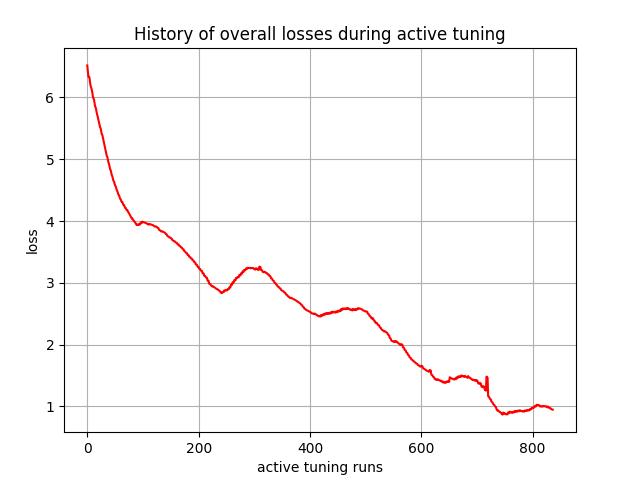 History of overall losses during active tuning
6
5
4
3
2
1
loss
0 200 400 600 800
active tuning runs